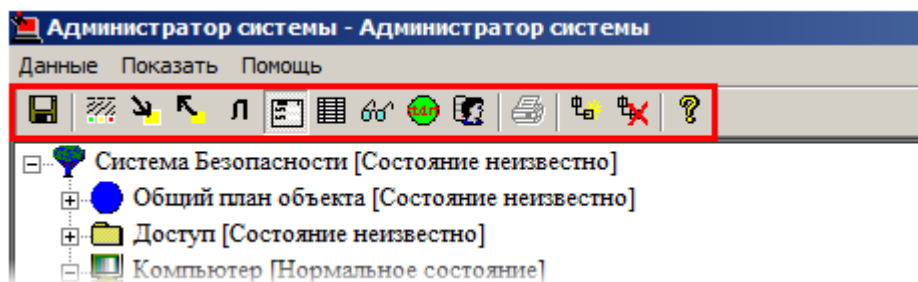 Администратор системы - Администратор системы
Данные Показать Помощь
Л
Система Безопасности [Состояние неизвестно]
Общий план объекта [Состояние неизвестно]
Доступ [Состояние неизвестно]
Компьютер [Нормальное состояние]